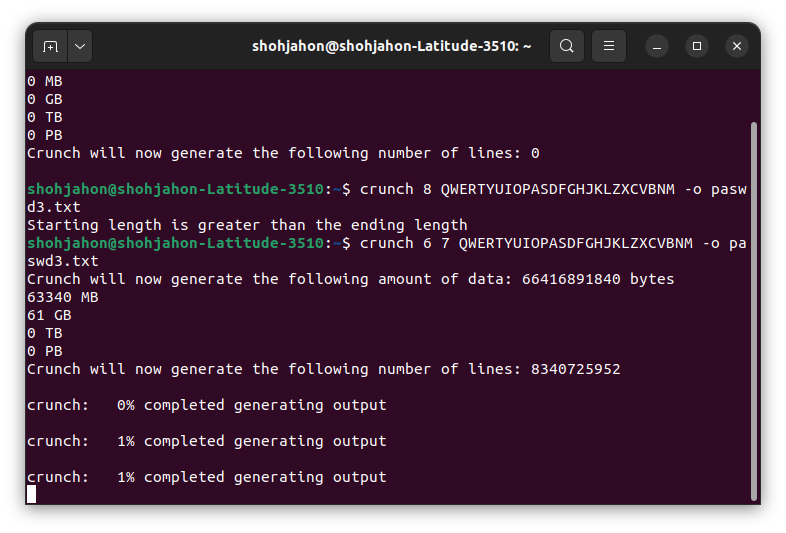 shohjahon@shohjahon-Latitude-3510: ~
0 MB
0 GB
0 TB
0 PB
Crunch will now generate the following number of lines: 0
shohjahon@shohjahon-Latitude-3510:~$ crunch 8 QWERTYUIOPASDFGHJKLZXCVBNM -o pasw
d3.txt
Starting length is greater than the ending length
shohjahon@shohjahon-Latitude-3510:~$ crunch 6 7 QWERTYUIOPASDFGHJKLZXCVBNM -o pa
swd3.txt
Crunch will now generate the following amount of data: 66416891840 bytes
63340 MB
61 GB
0 TB
0 PB
Crunch will now generate the following number of lines: 8340725952
crunch:   0% completed generating output
crunch:   1% completed generating output
crunch:   1% completed generating output